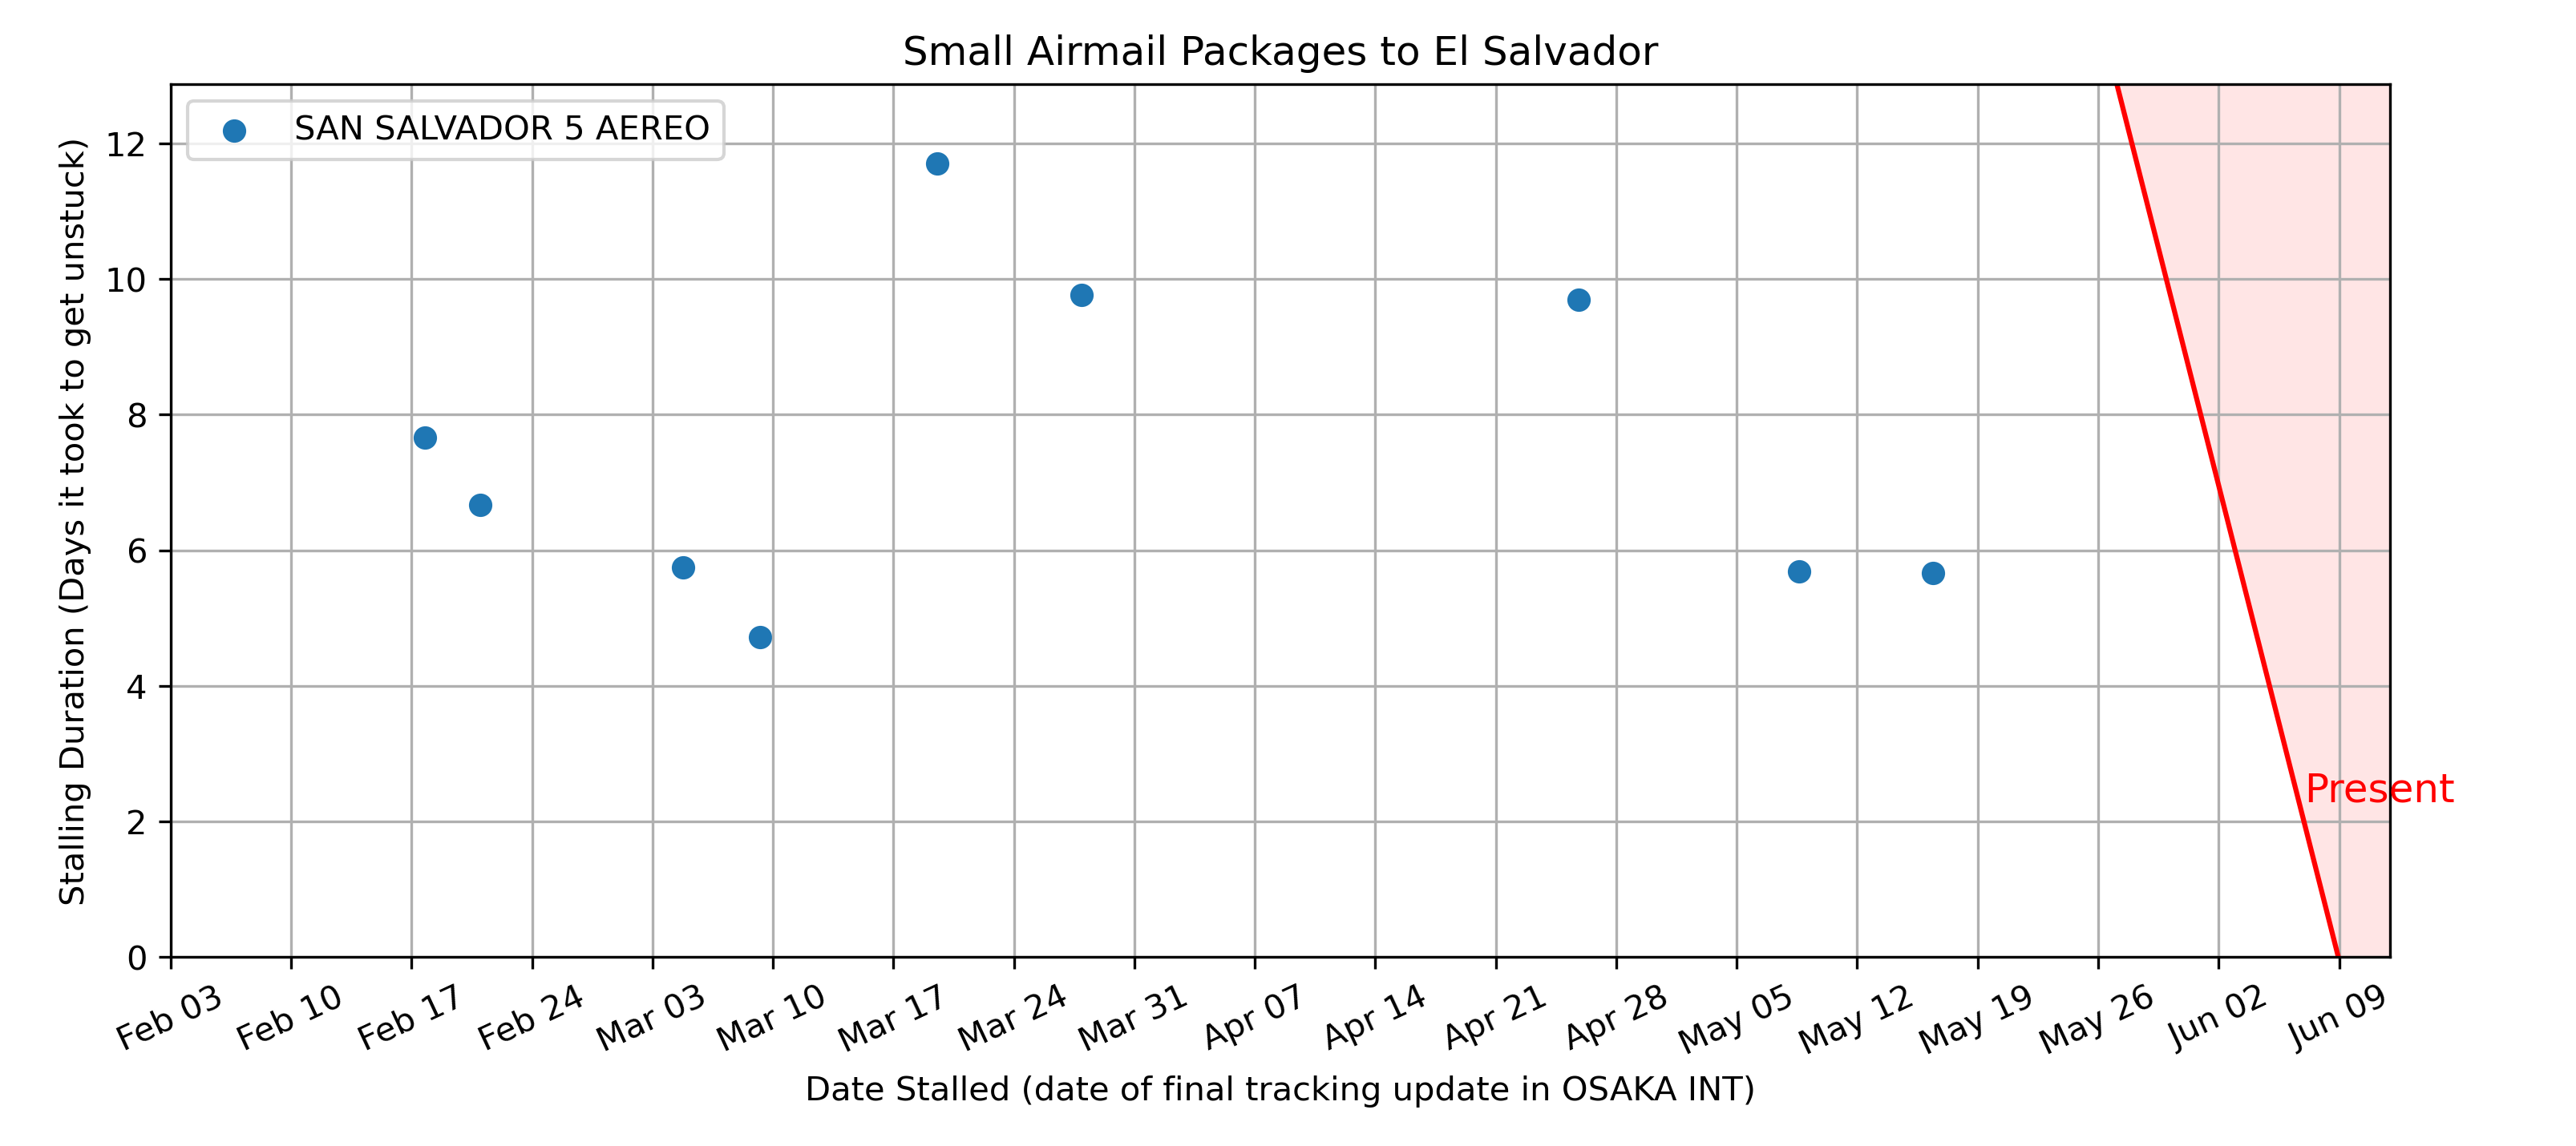 Small Airmail Packages to El Salvador
SAN SALVADOR 5 AEREO
Stalling Duration (Days it took to get unstuck)
12
10
8
6
4
2
0
Present
Feb 03
Feb 10
Feb 17
Feb 24
Mar 03
Mar 10
Mar 17
Mar 24
Mar 31
Apr 07
Apr 14
Apr 21
Apr 28
May 05
May 12
May 19
May 26
Jun 02
Jun 09
Date Stalled (date of final tracking update in OSAKA INT)